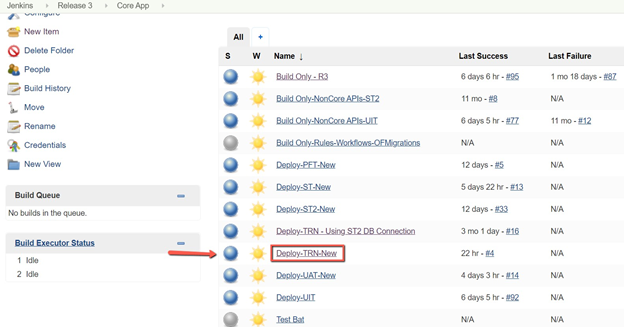 Jenkins › Release 3 › Core App ›
Configure
New Item
Delete Folder
People
Build History
Move
Rename
Credentials
New View
Build Queue
No builds in the queue.
Build Executor Status
1 Idle
2 Idle
All +
S W Name ↓ Last Success Last Failure
Build Only - R3 6 days 6 hr - #95 1 mo 18 days - #87
Build Only-NonCore APIs-ST2 11 mo - #8 N/A
Build Only-NonCore APIs-UIT 6 days 5 hr - #77 11 mo - #12
Build Only-Rules-Workflows-OFMigrations N/A N/A
Deploy-PFT-New 12 days - #5 N/A
Deploy-ST-New 5 days 22 hr - #13 N/A
Deploy-ST2-New 12 days - #33 N/A
Deploy-TRN - Using ST2 DB Connection 3 mo 1 day - #16 N/A
Deploy-TRN-New 22 hr - #4 N/A
Deploy-UAT-New 4 days 3 hr - #14 N/A
Deploy-UIT 6 days 5 hr - #92 N/A
Test Bat N/A N/A